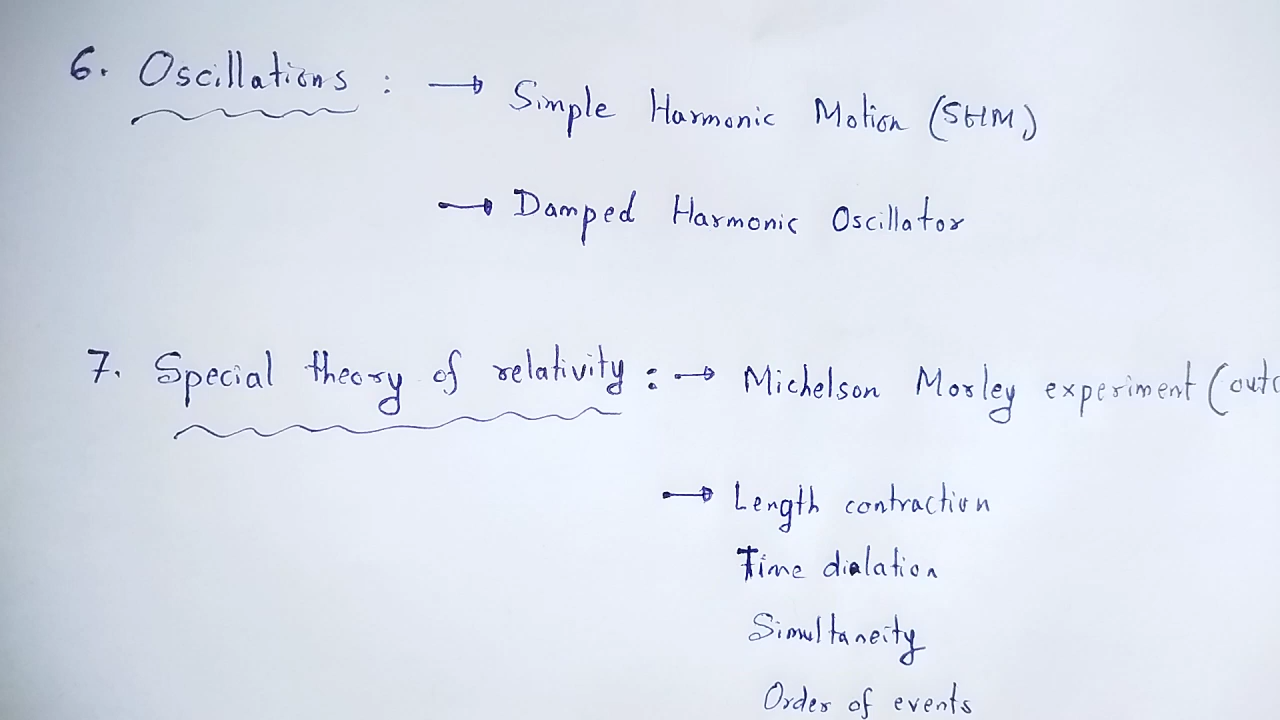 6. Oscillations : → Simple Harmonic Motion (SHM)
→ Damped Harmonic Oscillator
7. Special theory of relativity : → Michelson Morley experiment (outc
→ Length contraction
Time dialation
Simultaneity
Order of events